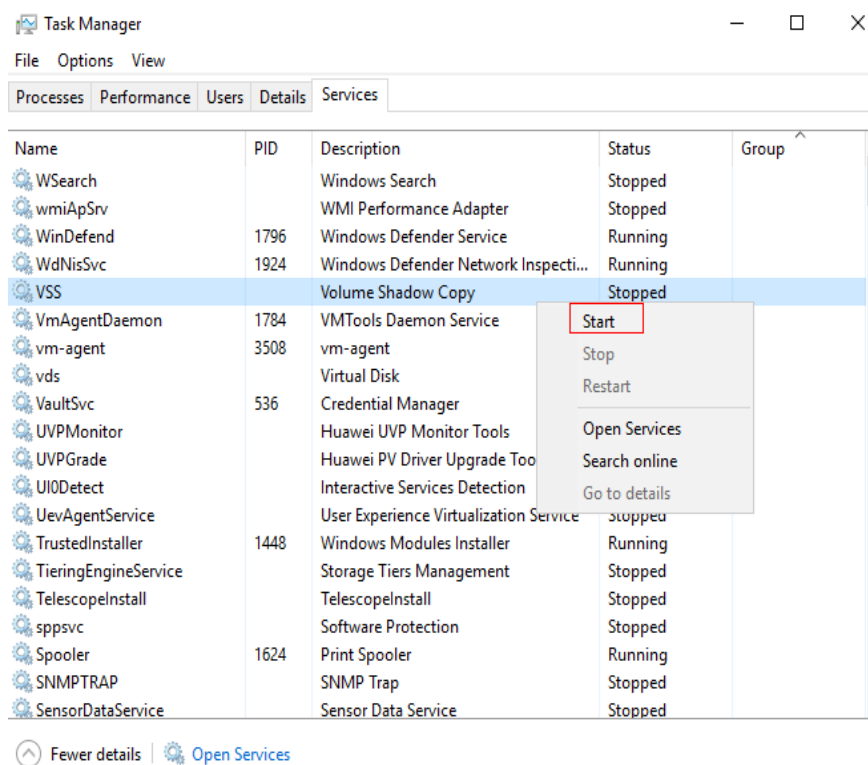 Task Manager
File Options View
Processes Performance Users Details Services
Name PID Description Status Group
WSearch Windows Search Stopped
wmiApSrv WMI Performance Adapter Stopped
WinDefend 1796 Windows Defender Service Running
WdNisSvc 1924 Windows Defender Network Inspecti... Running
VSS Volume Shadow Copy Stopped
VmAgentDaemon 1784 VMTools Daemon Service
vm-agent 3508 vm-agent
vds Virtual Disk
VaultSvc 536 Credential Manager
UVPMonitor Huawei UVP Monitor Tools
UVPGrade Huawei PV Driver Upgrade Too
UI0Detect Interactive Services Detection
UevAgentService User Experience Virtualization Service Stopped
TrustedInstaller 1448 Windows Modules Installer Running
TieringEngineService Storage Tiers Management Stopped
TelescopeInstall TelescopeInstall Stopped
sppsvc Software Protection Stopped
Spooler 1624 Print Spooler Running
SNMPTRAP SNMP Trap Stopped
SensorDataService Sensor Data Service Stopped
Start
Stop
Restart
Open Services
Search online
Go to details
Fewer details Open Services